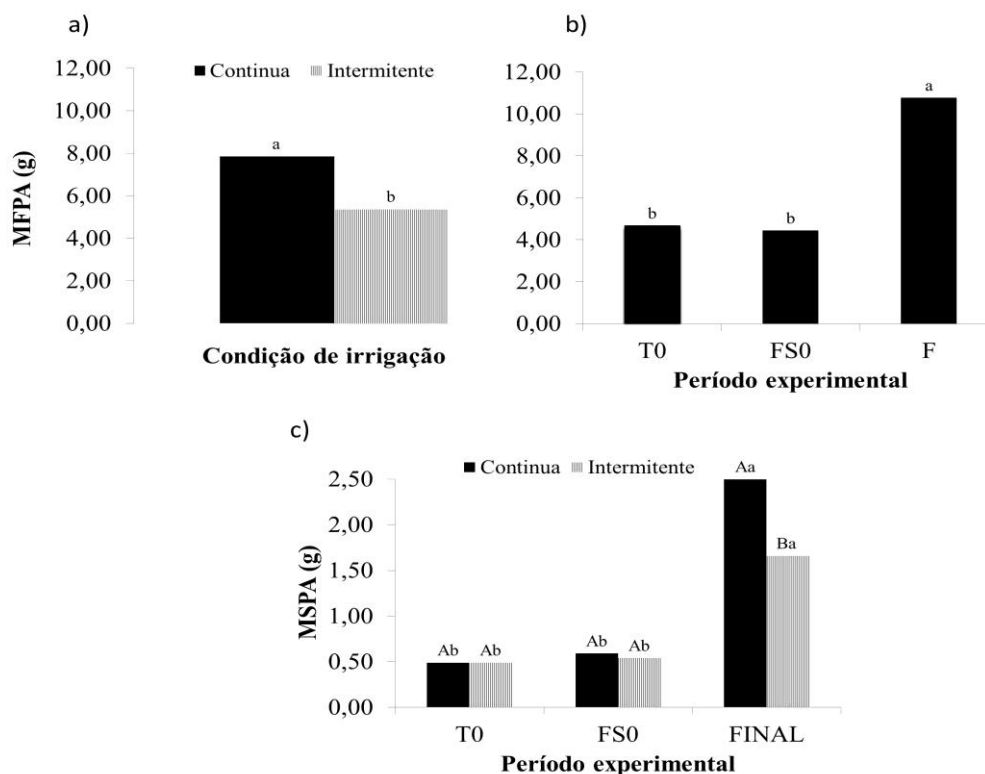 a)
Continua Intermitente
12,00
10,00
8,00
6,00
4,00
2,00
0,00
MFPA (g)
a
b
Condição de irrigação
b)
12,00
10,00
8,00
6,00
4,00
2,00
0,00
b
b
a
T0 FS0 F
Período experimental
c)
Continua Intermitente
2,50
2,00
1,50
1,00
0,50
0,00
MSPA (g)
Ab Ab
Ab Ab
Aa
Ba
T0 FS0 FINAL
Período experimental